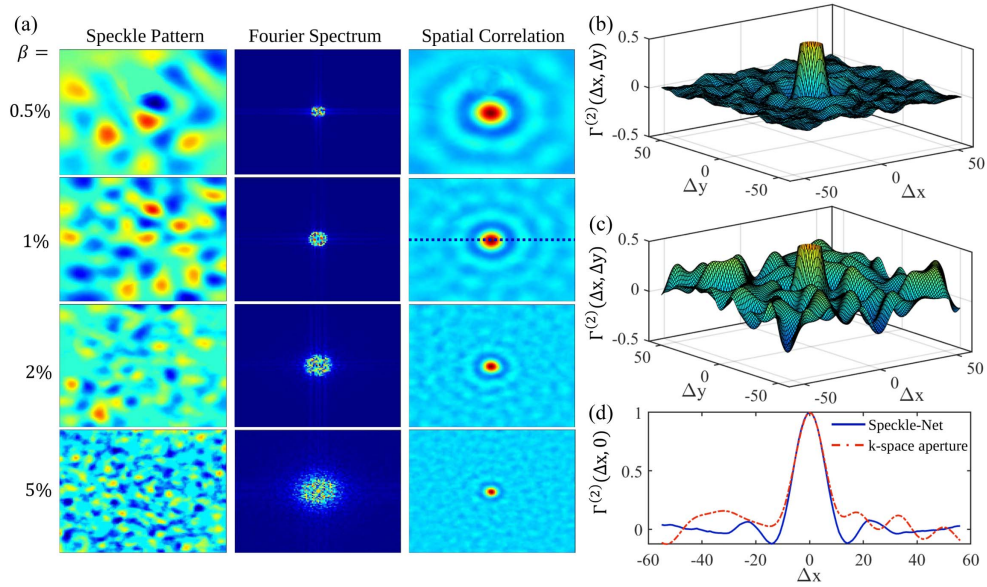 (a)
Speckle Pattern Fourier Spectrum Spatial Correlation
β =
0.5%
1%
2%
5%
(b)
Γ(2)(Δx, Δy)
0.5
0
-0.5
50
0
-50
Δy
-50
0
50
Δx
(c)
Γ(2)(Δx, Δy)
0.5
0
-0.5
50
0
-50
Δy
-50
0
50
Δx
(d)
Γ(2)(Δx, 0)
1
0.5
0
Speckle-Net
k-space aperture
-60 -40 -20 0 20 40 60
Δx